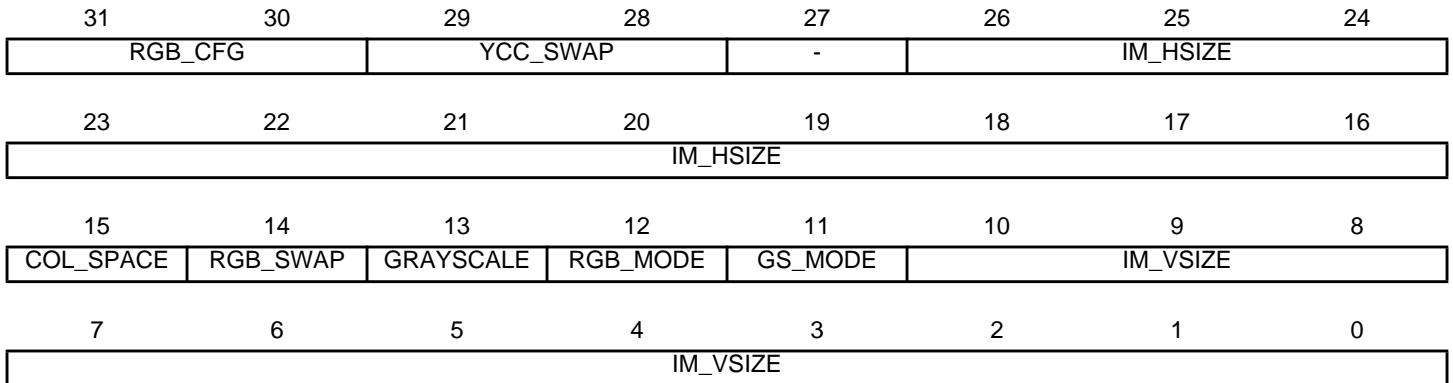 31 30 29 28 27 26 25 24
RGB_CFG YCC_SWAP - IM_HSIZE
23 22 21 20 19 18 17 16
IM_HSIZE
15 14 13 12 11 10 9 8
COL_SPACE RGB_SWAP GRAYSCALE RGB_MODE GS_MODE IM_VSIZE
7 6 5 4 3 2 1 0
IM_VSIZE